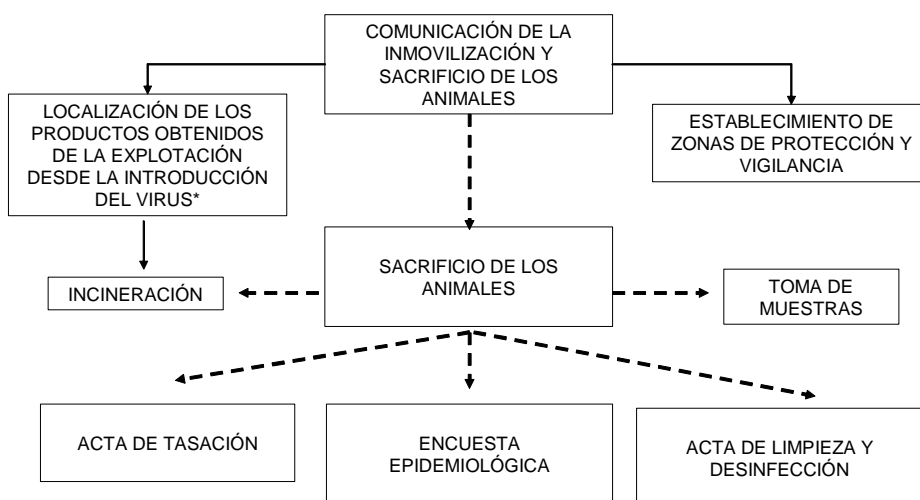 COMUNICACIÓN DE LA
INMOVILIZACIÓN Y
SACRIFICIO DE LOS
ANIMALES
LOCALIZACIÓN DE LOS
PRODUCTOS OBTENIDOS
DE LA EXPLOTACIÓN
DESDE LA INTRODUCCIÓN
DEL VIRUS*
ESTABLECIMIENTO DE
ZONAS DE PROTECCIÓN Y
VIGILANCIA
SACRIFICIO DE LOS
ANIMALES
INCINERACIÓN
TOMA DE
MUESTRAS
ACTA DE TASACIÓN
ENCUESTA
EPIDEMIOLÓGICA
ACTA DE LIMPIEZA Y
DESINFECCIÓN